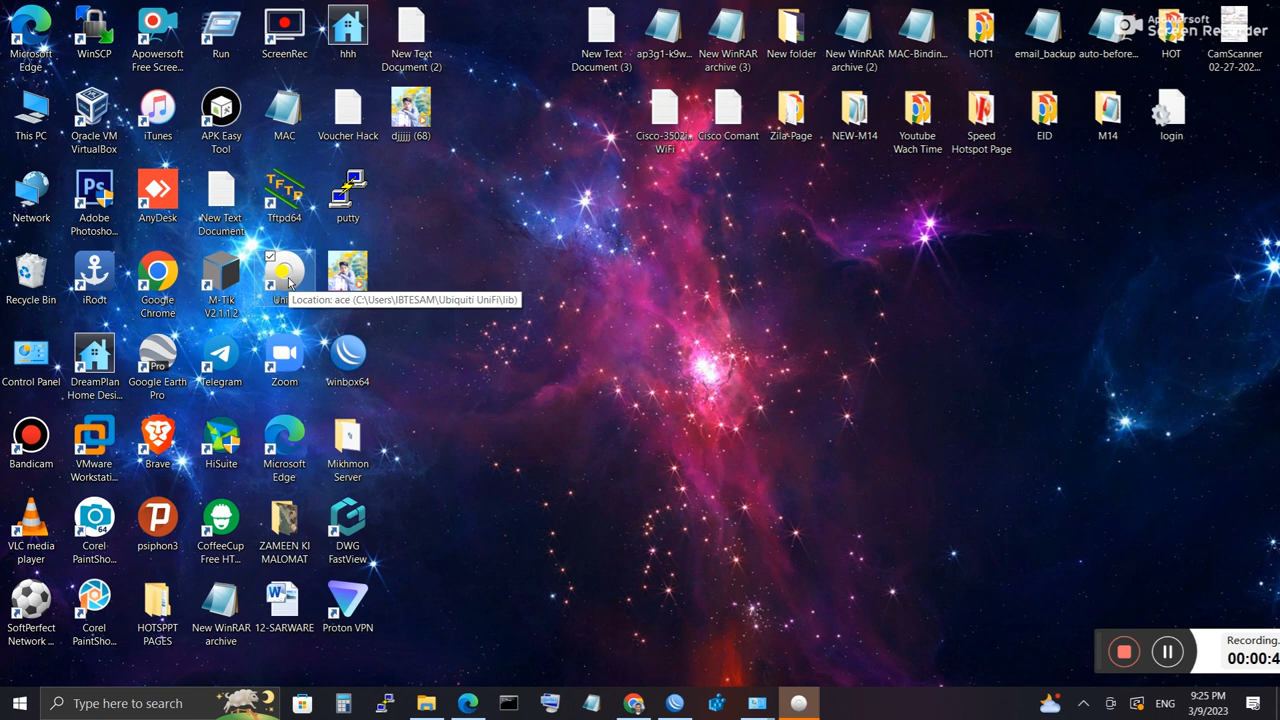 Microsoft
Edge
WinSCP
Apowersoft
Free Scree...
Run
ScreenRec
hhh
New Text
Document (2)
New Text
Document (3)
ap3g1-k9w...
New WinRAR
archive (3)
New folder
New WinRAR
archive (2)
MAC-Bindin...
HOT1
email_backup
auto-before...
HOT
CamScanner
02-27-202...
Apowersoft
Screen Recorder
This PC
Oracle VM
VirtualBox
iTunes
APK Easy
Tool
MAC
Voucher Hack
djjjjj (68)
Cisco-3502i...
WiFi
Cisco Comant
Zila-Page
NEW-M14
Youtube
Wach Time
Speed
Hotspot Page
EID
M14
login
Network
Ps
Adobe
Photosho...
AnyDesk
New Text
Document
TFTP
Tftpd64
putty
Recycle Bin
iRodt
Google
Chrome
M-Tik
V2.1.1.2
Location: ace (C:\Users\IBTESAM\Ubiquiti UniFi\lib)
Control Panel
DreamPlan
Home Desi...
Pro
Google Earth
Pro
Telegram
Zoom
winbox64
Bandicam
VMware
Workstati...
Brave
HiSuite
Microsoft
Edge
Mikhmon
Server
VLC media
player
64
Corel
PaintSho...
psiphon3
CoffeeCup
Free HT...
ZAMEEN KI
MALOMAT
DWG
FastView
SoftPerfect
Network ...
Corel
PaintSho...
HOTSPPT
PAGES
New WinRAR
archive
W
12-SARWARE
Proton VPN
Recording.
00:00:4
Type here to search
ENG
9:25 PM
3/9/2023